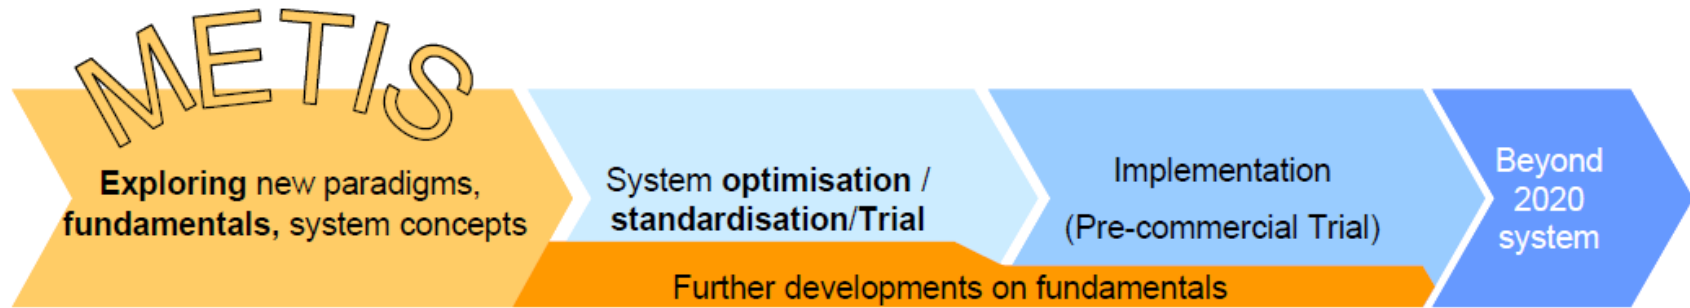 METIS
Exploring new paradigms,
fundamentals, system concepts
System optimisation /
standardisation/Trial
Implementation
(Pre-commercial Trial)
Beyond
2020
system
Further developments on fundamentals